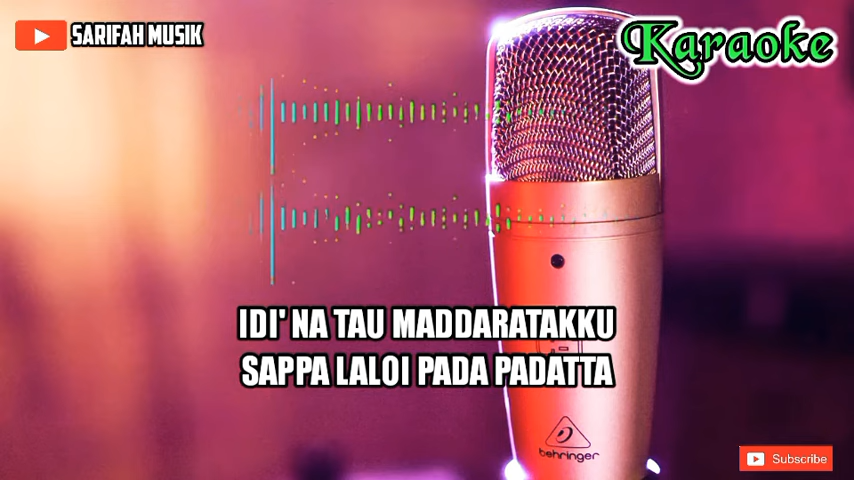 SARIFAH MUSIK
Karaoke
IDI' NA TAU MADDARATAKKU
SAPPA LALOI PADA PADATTA
behringer
Subscribe